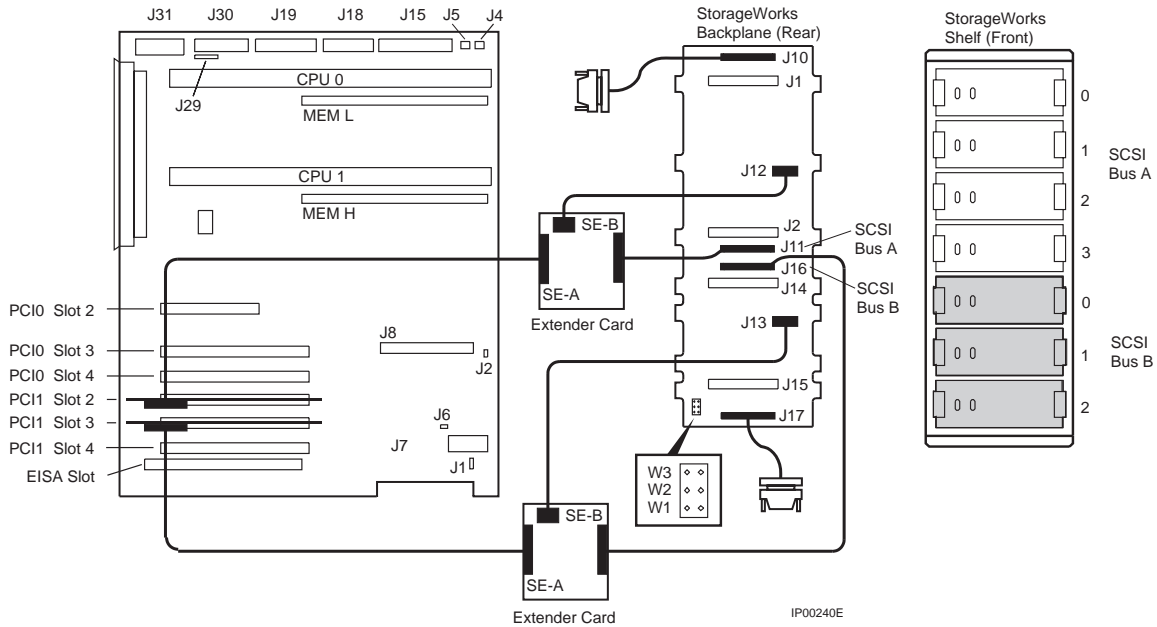 J31 J30 J19 J18 J15 J5 J4
J29
CPU 0
MEM L
CPU 1
MEM H
PCI0 Slot 2
PCI0 Slot 3
PCI0 Slot 4
PCI1 Slot 2
PCI1 Slot 3
PCI1 Slot 4
EISA Slot
J8
J2
J6
J7
J1
SE-B
SE-A
Extender Card
SE-B
SE-A
Extender Card
StorageWorks
Backplane (Rear)
J10
J1
J12
J2
J11
J16
J14
J13
J15
J17
SCSI
Bus A
SCSI
Bus B
W3
W2
W1
StorageWorks
Shelf (Front)
0
1
2
3
SCSI
Bus A
0
1
2
SCSI
Bus B
IP00240E